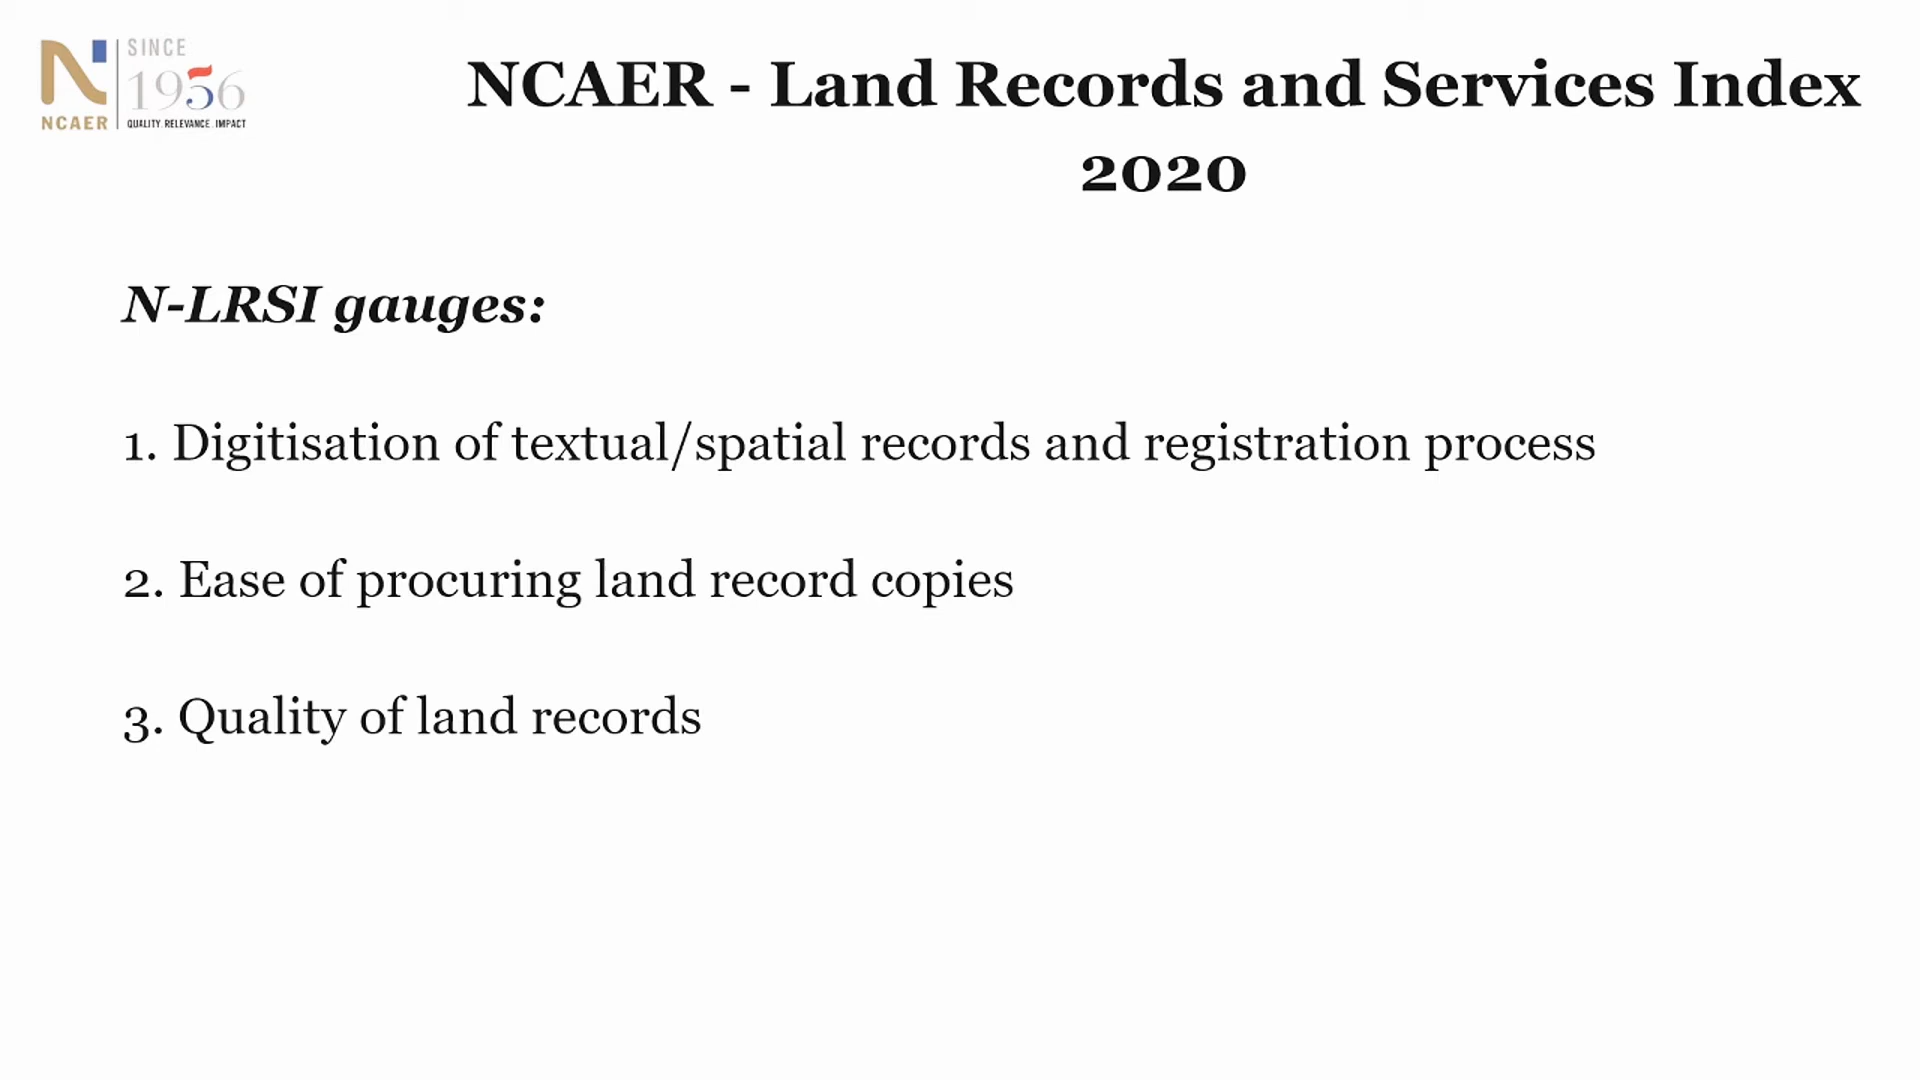 SINCE
1956
NCAER
QUALITY. RELEVANCE. IMPACT
NCAER - Land Records and Services Index
2020
N-LRSI gauges:
1. Digitisation of textual/spatial records and registration process
2. Ease of procuring land record copies
3. Quality of land records